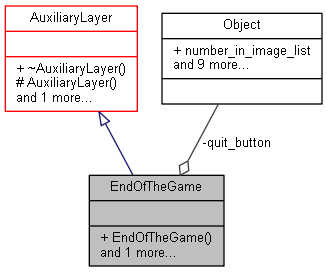 AuxiliaryLayer
+ ~AuxiliaryLayer()
# AuxiliaryLayer()
and 1 more...
Object
+ number_in_image_list
and 9 more...
-quit_button
EndOfTheGame
+ EndOfTheGame()
and 1 more...